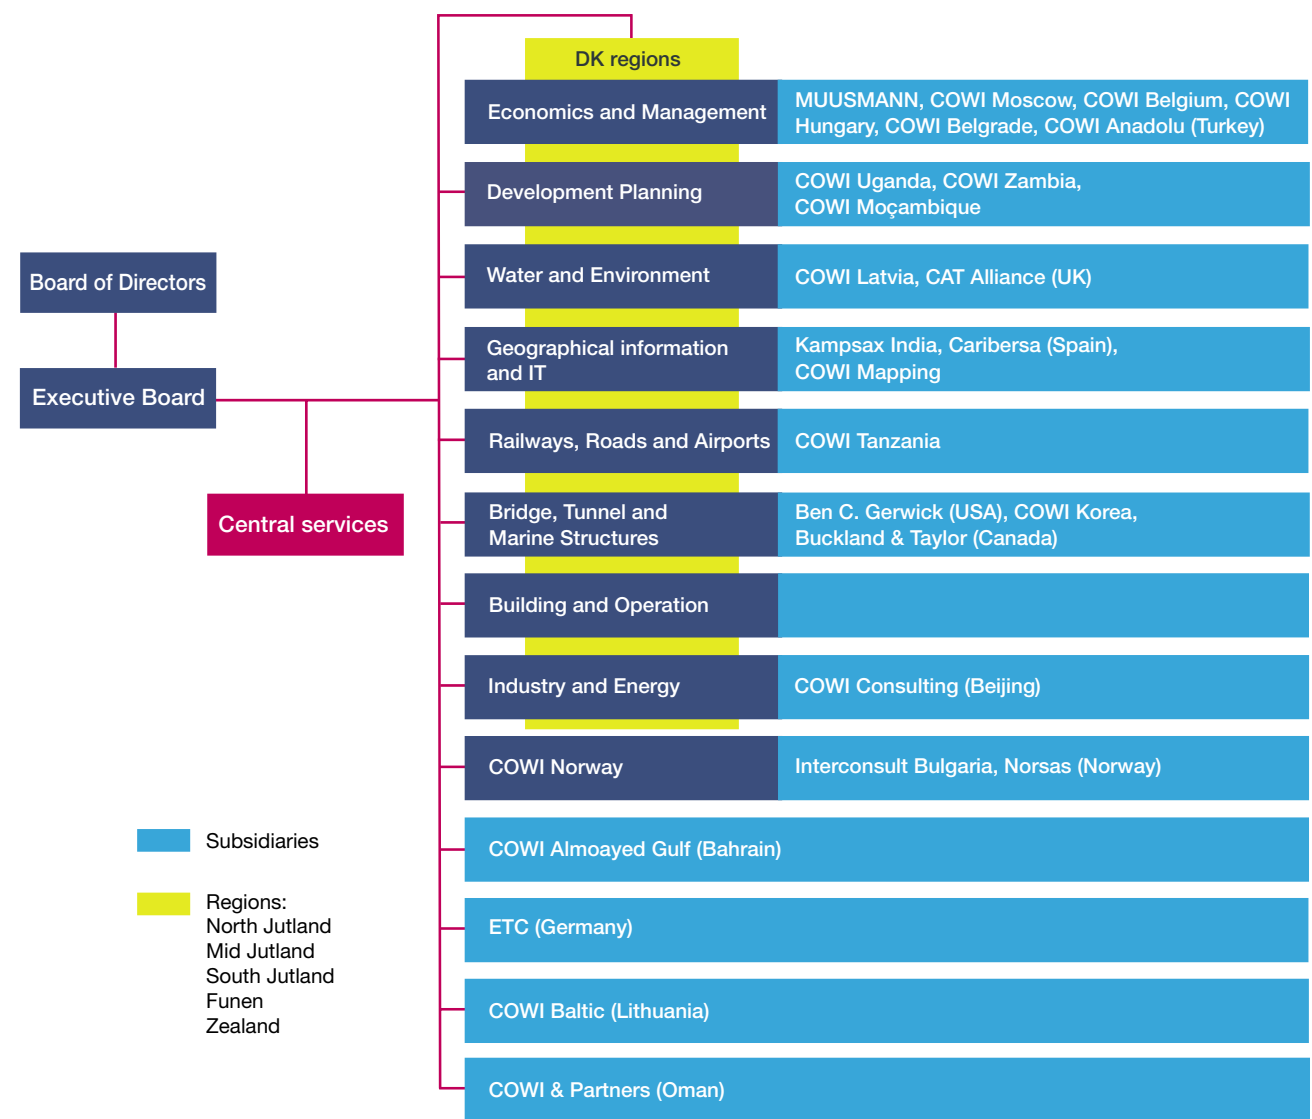 DK regions
Economics and Management
MUUSMANN, COWI Moscow, COWI Belgium, COWI
Hungary, COWI Belgrade, COWI Anadolu (Turkey)
Development Planning
COWI Uganda, COWI Zambia,
COWI Moçambique
Board of Directors
Water and Environment
COWI Latvia, CAT Alliance (UK)
Executive Board
Geographical information
and IT
Kampsax India, Caribersa (Spain),
COWI Mapping
Railways, Roads and Airports
COWI Tanzania
Central services
Bridge, Tunnel and
Marine Structures
Ben C. Gerwick (USA), COWI Korea,
Buckland & Taylor (Canada)
Building and Operation
Industry and Energy
COWI Consulting (Beijing)
COWI Norway
Interconsult Bulgaria, Norsas (Norway)
COWI Almoayed Gulf (Bahrain)
ETC (Germany)
COWI Baltic (Lithuania)
COWI & Partners (Oman)
Subsidiaries
Regions:
North Jutland
Mid Jutland
South Jutland
Funen
Zealand